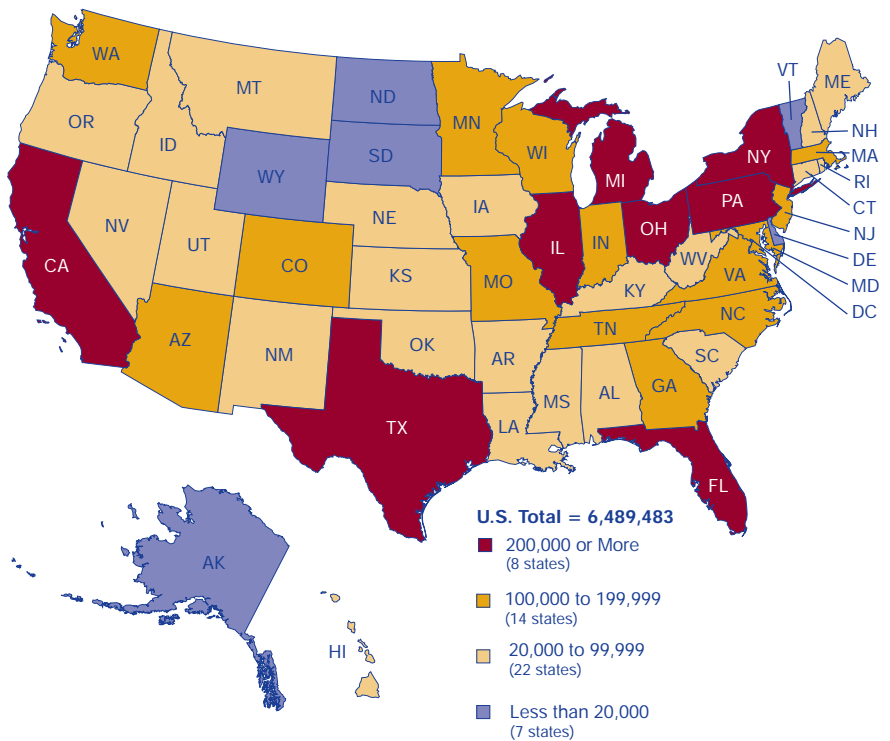 WA
MT
ND
MN
VT
ME
OR
ID
SD
WI
NH
MA
WY
MI
NY
RI
NV
NE
IA
PA
CT
UT
IL
IN
OH
NJ
CA
CO
KS
MO
WV
VA
DE
MD
KY
DC
AZ
NM
OK
AR
TN
NC
SC
MS
AL
GA
TX
LA
FL
AK
HI
U.S. Total = 6,489,483
200,000 or More
(8 states)
100,000 to 199,999
(14 states)
20,000 to 99,999
(22 states)
Less than 20,000
(7 states)